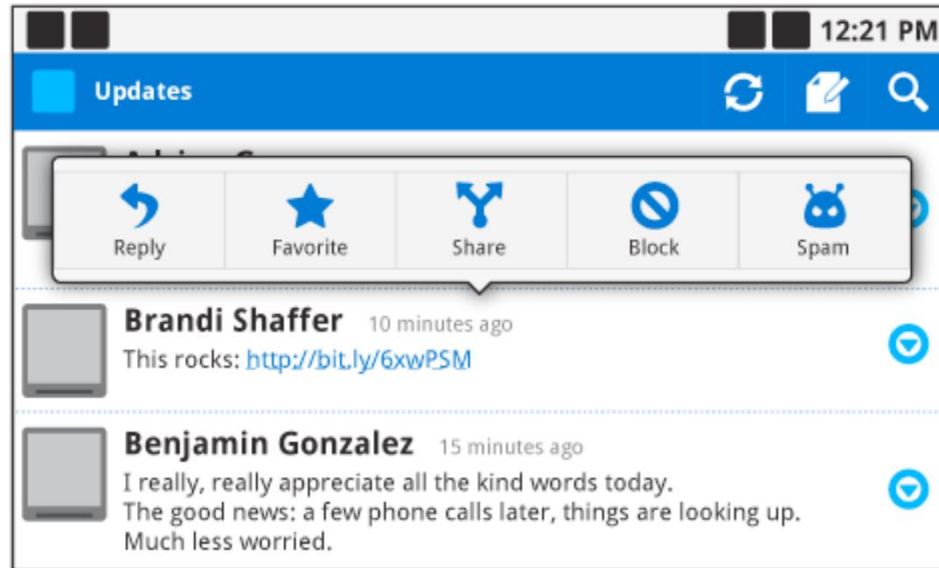 12:21 PM
Updates
Reply Favorite Share Block Spam
Brandi Shaffer 10 minutes ago
This rocks: http://bit.ly/6xwPSM
Benjamin Gonzalez 15 minutes ago
I really, really appreciate all the kind words today.
The good news: a few phone calls later, things are looking up.
Much less worried.